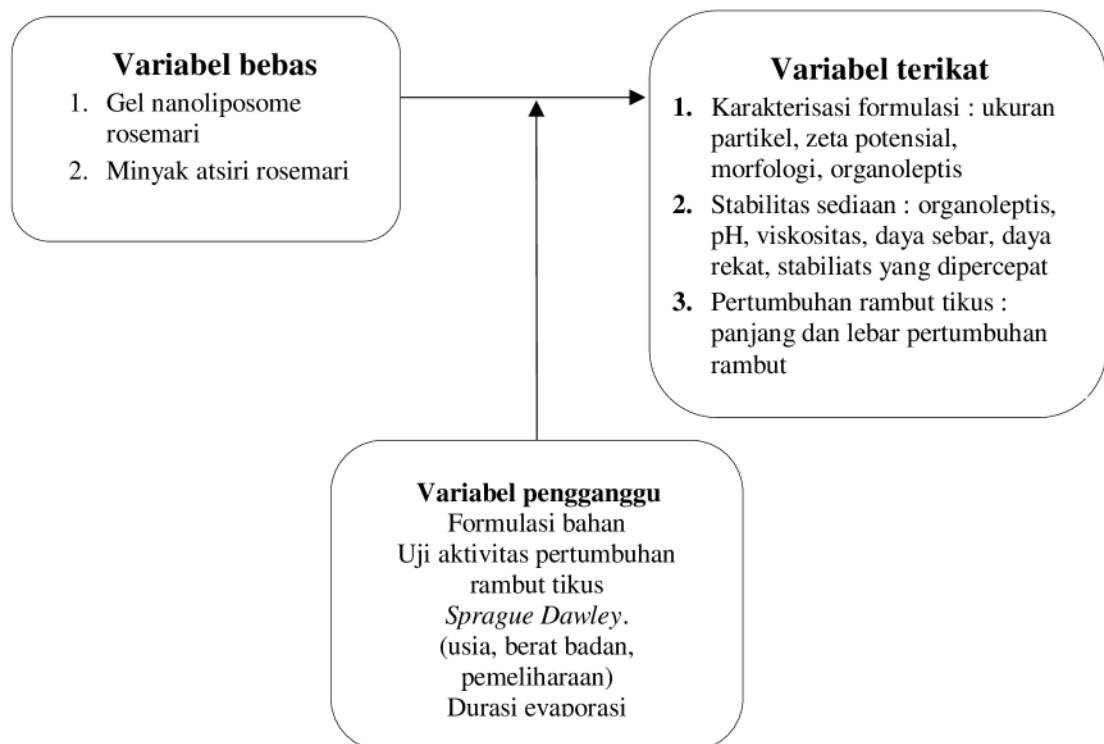 Variabel bebas
1. Gel nanoliposome
rosemari
2. Minyak atsiri rosemari
Variabel terikat
1. Karakterisasi formulasi : ukuran
partikel, zeta potensial,
morfologi, organoleptis
2. Stabilitas sediaan : organoleptis,
pH, viskositas, daya sebar, daya
rekat, stabiliats yang dipercepat
3. Pertumbuhan rambut tikus :
panjang dan lebar pertumbuhan
rambut
Variabel pengganggu
Formulasi bahan
Uji aktivitas pertumbuhan
rambut tikus
Sprague Dawley.
(usia, berat badan,
pemeliharaan)
Durasi evaporasi